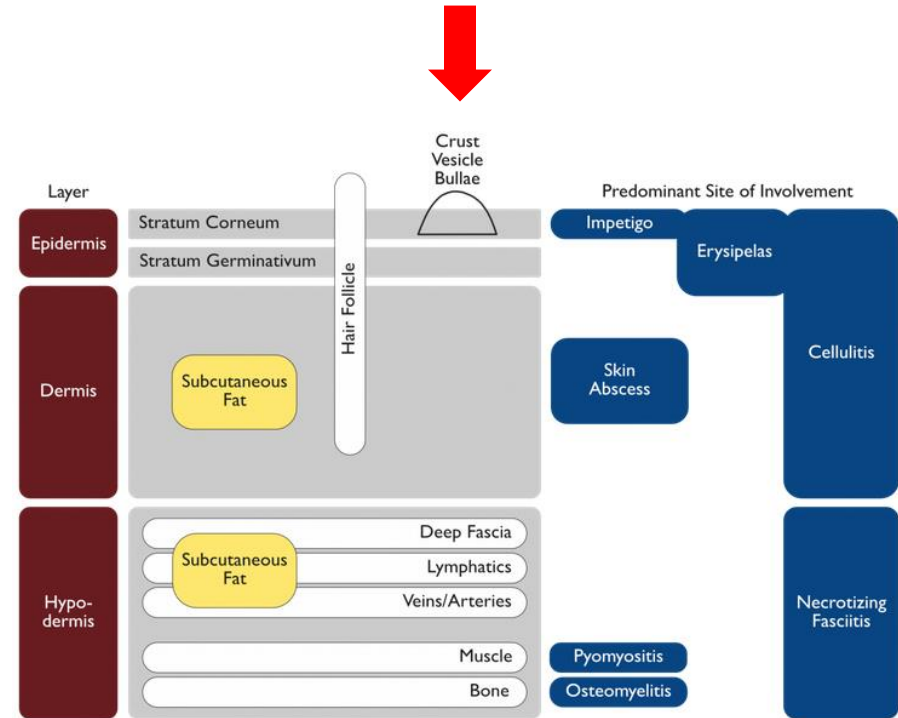 Crust
Vesicle
Bullae
Layer
Predominant Site of Involvement
Epidermis
Stratum Corneum
Stratum Germinativum
Hair Follicle
Impetigo
Erysipelas
Cellulitis
Dermis
Subcutaneous
Fat
Skin
Abscess
Hypo-
dermis
Deep Fascia
Subcutaneous
Fat
Lymphatics
Veins/Arteries
Muscle
Bone
Pyomyositis
Osteomyelitis
Necrotizing
Fasciitis